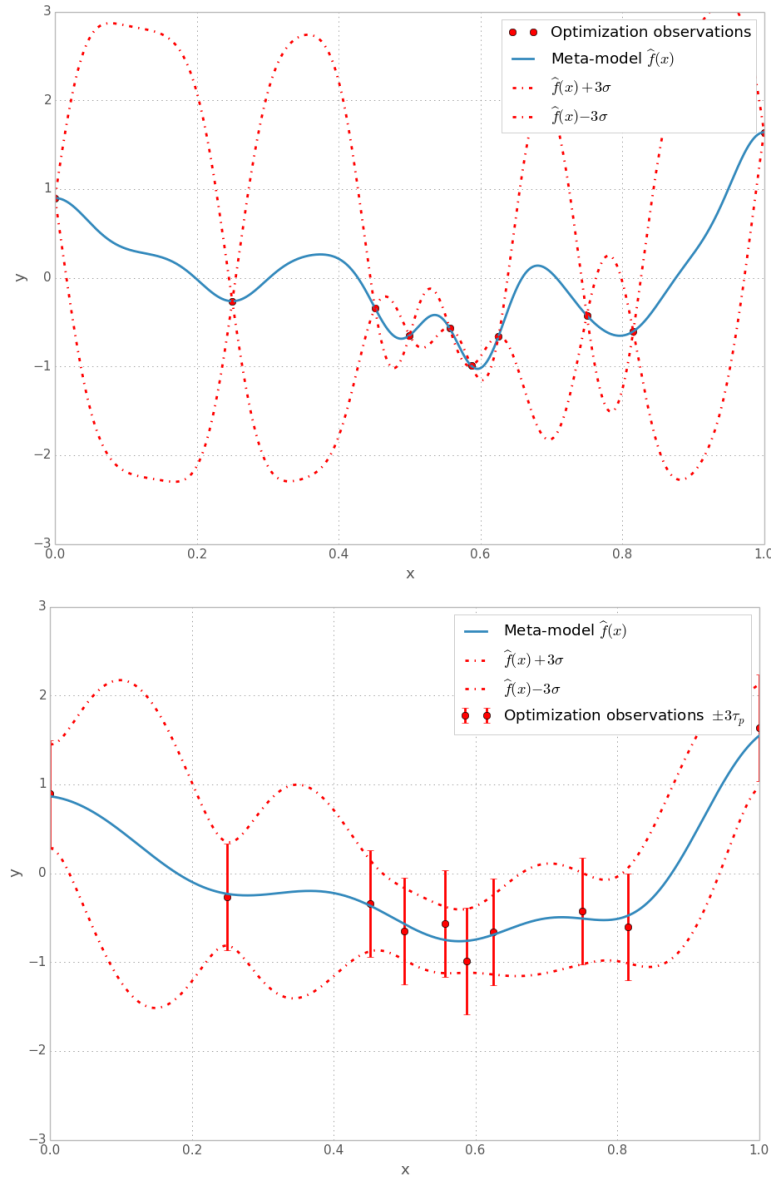 3
2
1
0
−1
−2
−3
y
0.0 0.2 0.4 0.6 0.8 1.0
x
Optimization observations
Meta-model f̂(x)
f̂(x)+3σ
f̂(x)−3σ
3
2
1
0
−1
−2
−3
y
0.0 0.2 0.4 0.6 0.8 1.0
x
Meta-model f̂(x)
f̂(x)+3σ
f̂(x)−3σ
Optimization observations ±3τₚ